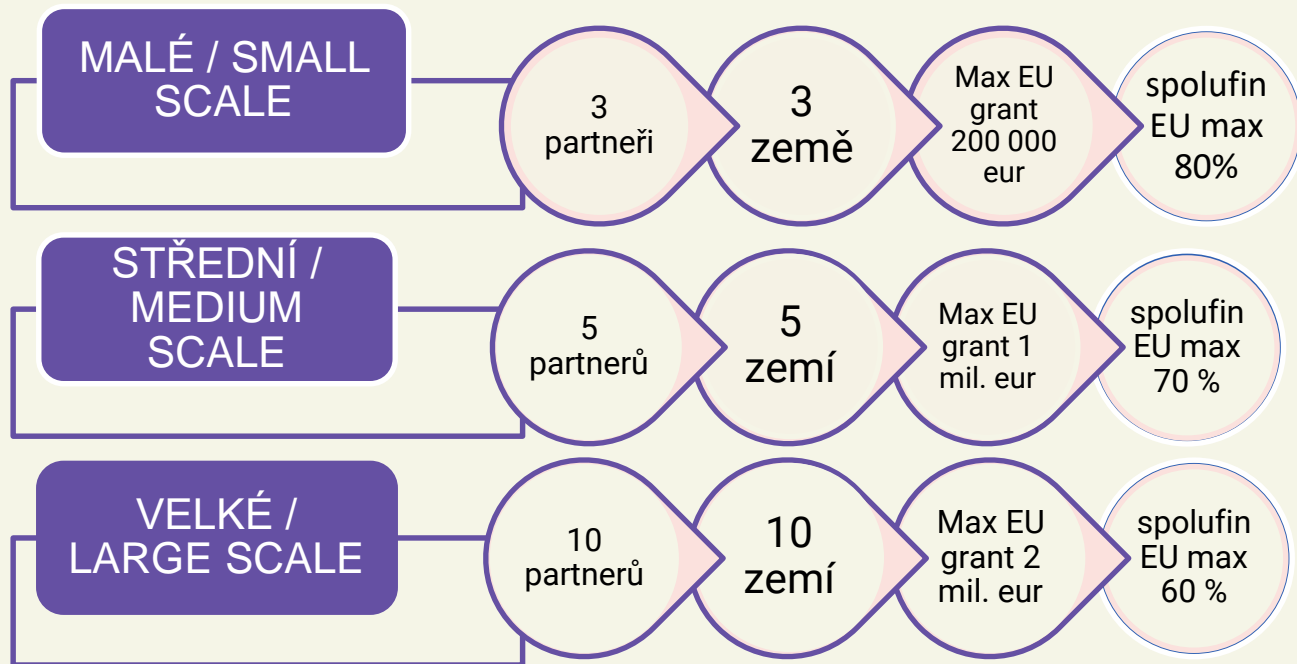 MALÉ / SMALL
SCALE
3
partneři
3
země
Max EU
grant
200 000
eur
spolufin
EU max
80%
STŘEDNÍ /
MEDIUM
SCALE
5
partnerů
5
zemí
Max EU
grant 1
mil. eur
spolufin
EU max
70 %
VELKÉ /
LARGE SCALE
10
partnerů
10
zemí
Max EU
grant 2
mil. eur
spolufin
EU max
60 %